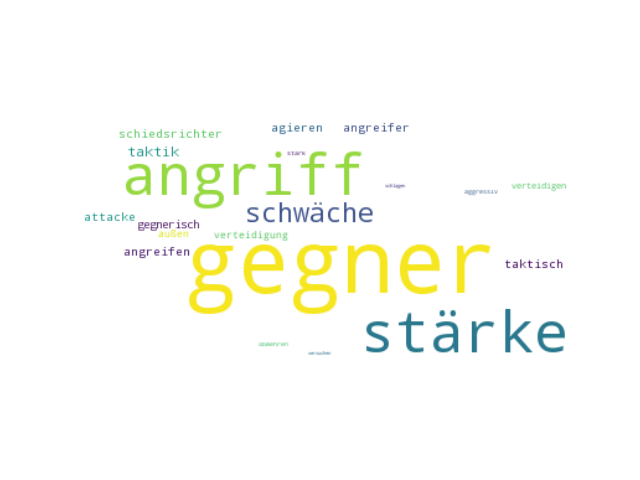 agieren angreifer
schiedsrichter
taktik
stark
angriff
schlagen
verteidigen
aggressiv
schwäche
attacke
gegnerisch
außen
verteidigung
angreifen
gegner
taktisch
stärke
abwehren
versuchen